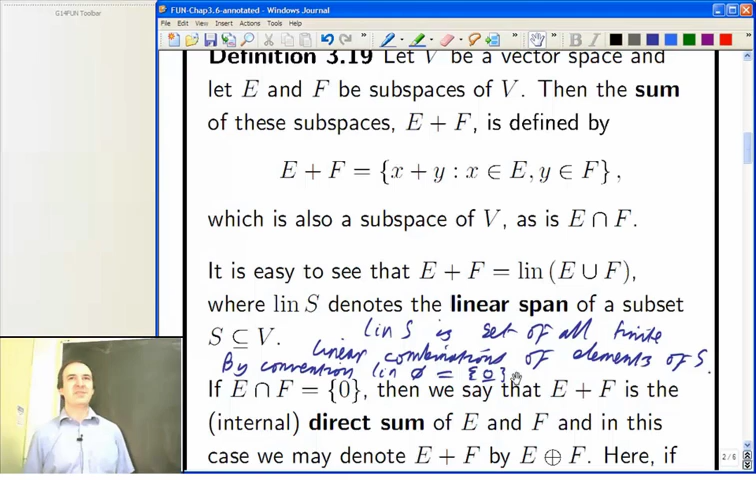 G14FUN Toolbar
FUN-Chap3.6-annotated - Windows Journal
File Edit View Insert Actions Tools Help
Definition 3.19 Let V be a vector space and
let E and F be subspaces of V. Then the sum
of these subspaces, E + F, is defined by
E + F = {x + y : x ∈ E, y ∈ F} ,
which is also a subspace of V, as is E ∩ F.
It is easy to see that E + F = lin (E ∪ F),
where lin S denotes the linear span of a subset
S ⊆ V. lin S is set of all finite
linear combinations of elements of S.
By convention lin ø = {0}
If E ∩ F = {0}, then we say that E + F is the
(internal) direct sum of E and F and in this
case we may denote E + F by E ⊕ F. Here, if
2/6